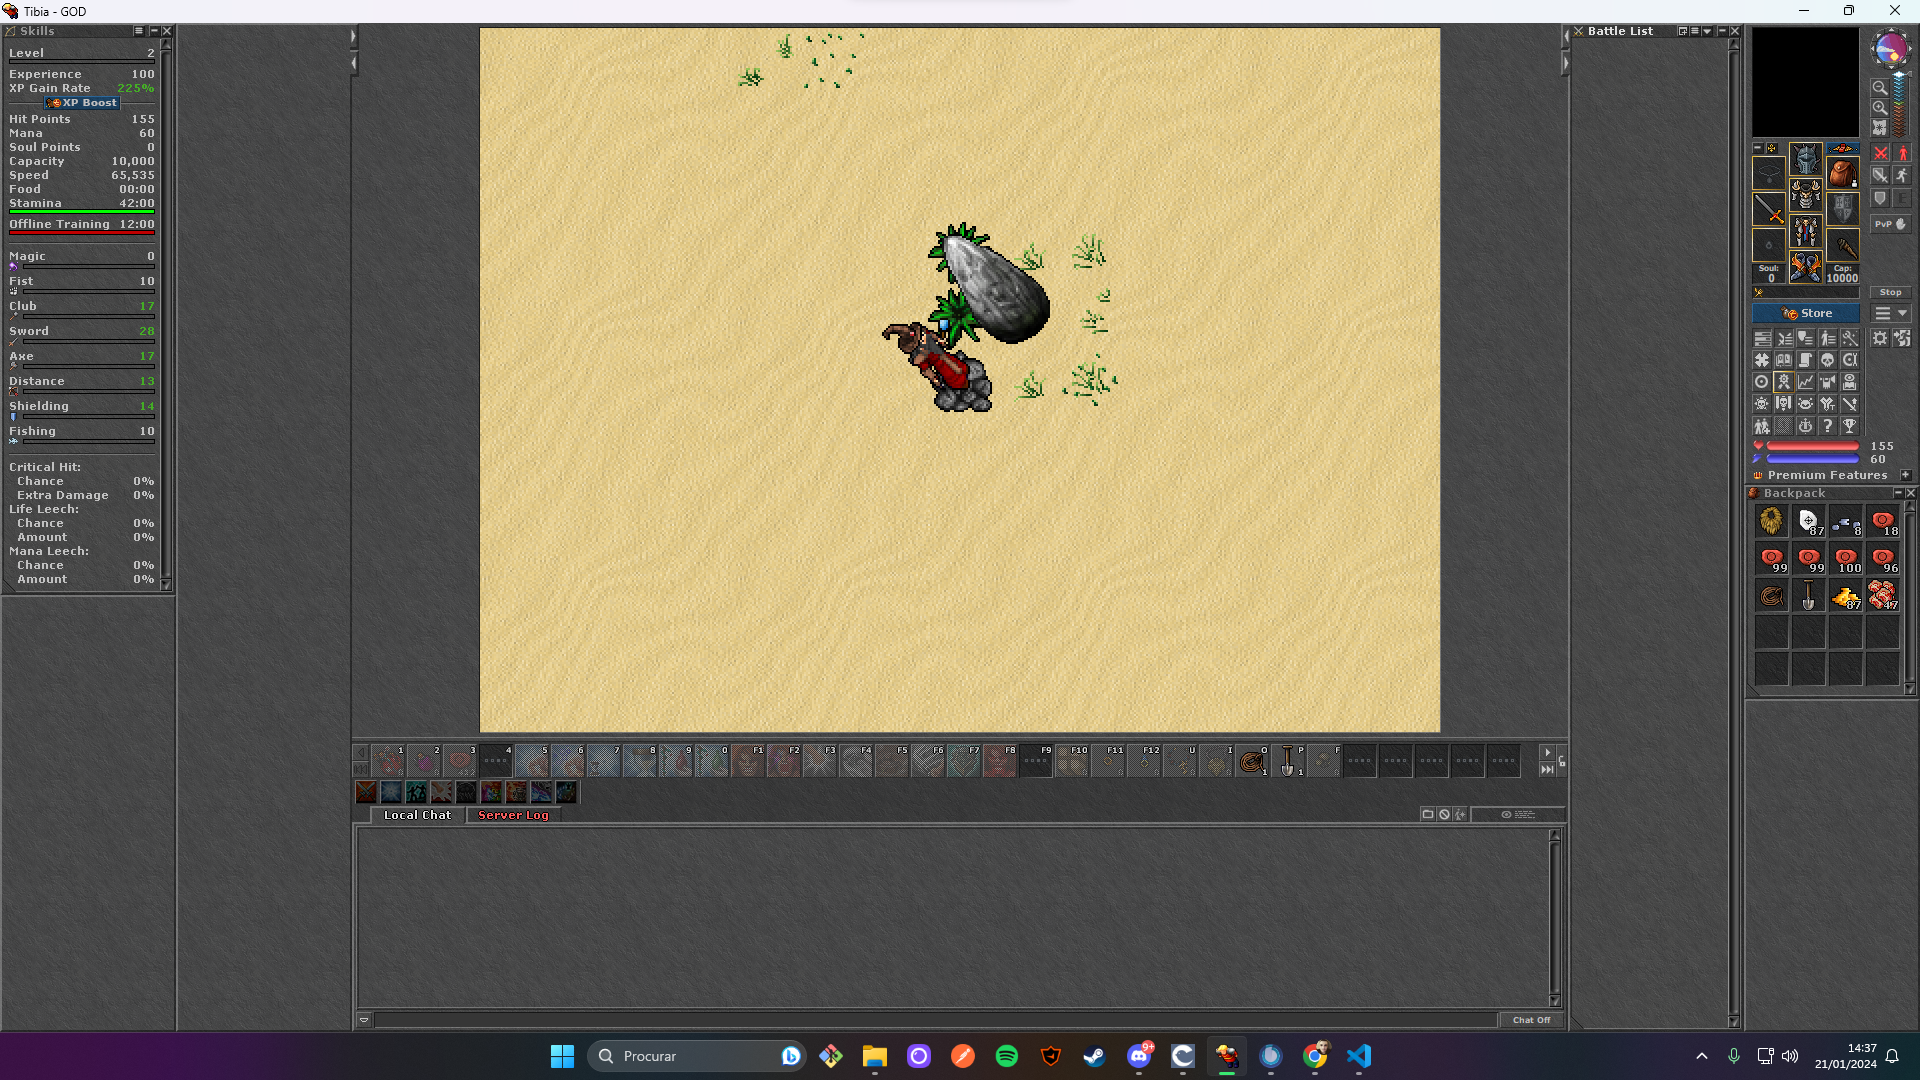 Tibia - GOD
Skills
Level 2
Experience 100
XP Gain Rate 225%
XP Boost
Hit Points 155
Mana 60
Soul Points 0
Capacity 10,000
Speed 65,535
Food 00:00
Stamina 42:00
Offline Training 12:00
Magic 0
Fist 10
Club 17
Sword 28
Axe 17
Distance 13
Shielding 14
Fishing 10
Critical Hit:
Chance 0%
Extra Damage 0%
Life Leech:
Chance 0%
Amount 0%
Mana Leech:
Chance 0%
Amount 0%
Battle List
PvP
Soul:
0
Cap:
10000
Stop
Store
155
60
Premium Features
Backpack
87 8 18
99 99 100 96
87 47
1 2 3 4 5 6 7 8 9 0 F1 F2 F3 F4 F5 F6 F7 F8 F9 F10 F11 F12 U I O P F
1 1
Local Chat
Server Log
Chat Off
Procurar
9+
14:37
21/01/2024